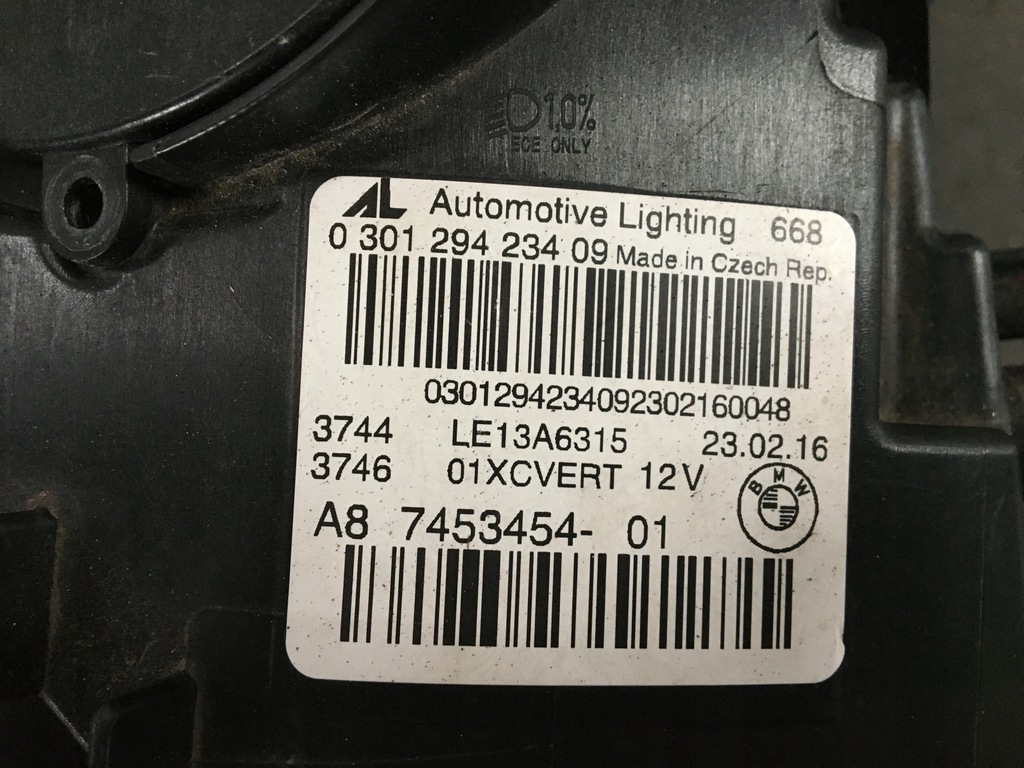 1,0%
ECE ONLY
AL Automotive Lighting 668
0 301 294 234 09 Made in Czech Rep.
0301294234092302160048
3744 LE13A6315 23.02.16
3746 01XCVERT 12V
BMW
A8 7453454- 01